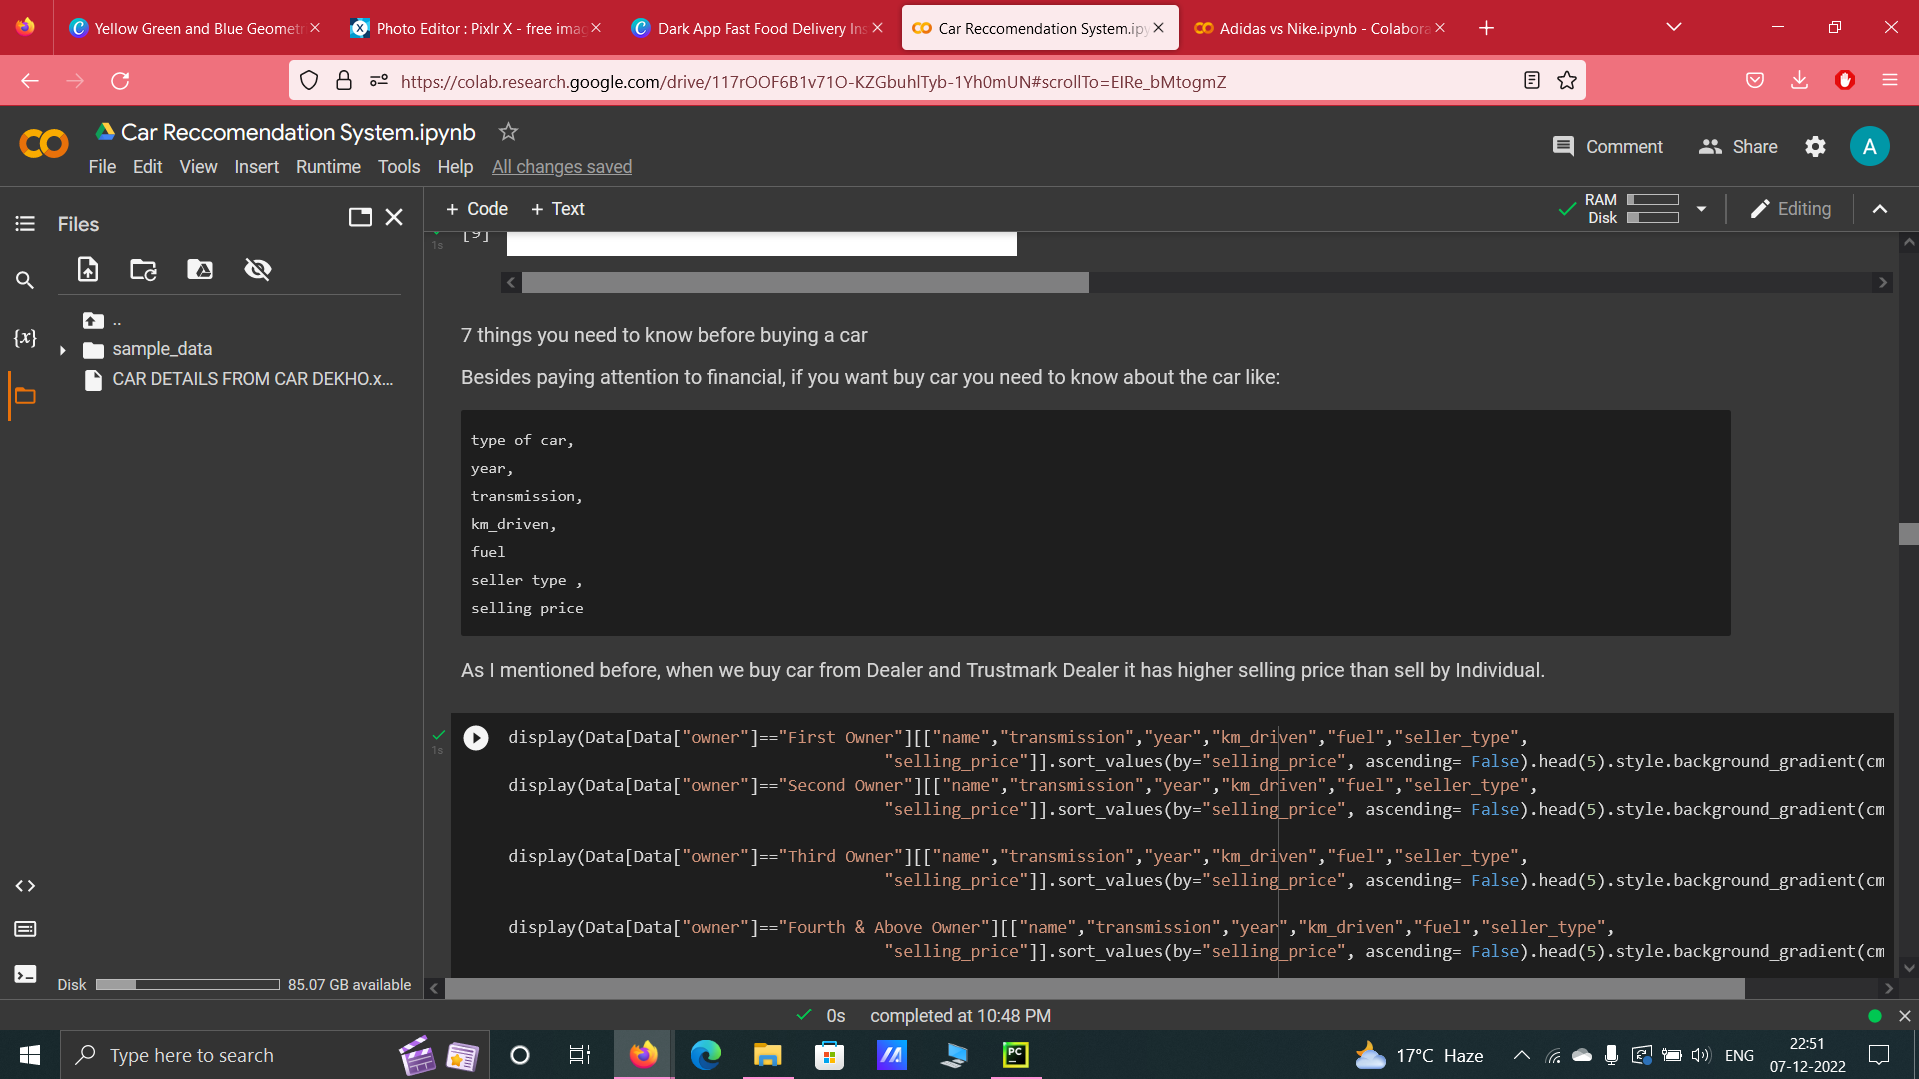 Yellow Green and Blue Geometr
Photo Editor : Pixlr X - free imag
Dark App Fast Food Delivery Ins
Car Reccomendation System.ipy
Adidas vs Nike.ipynb - Colabora
https://colab.research.google.com/drive/117rOOF6B1v71O-KZGbuhlTyb-1Yh0mUN#scrollTo=EIRe_bMtogmZ
Car Reccomendation System.ipynb
File Edit View Insert Runtime Tools Help All changes saved
Comment Share A
Files
+ Code + Text
RAM
Disk
Editing
..
sample_data
CAR DETAILS FROM CAR DEKHO.x...
{x}
1s [9]
7 things you need to know before buying a car
Besides paying attention to financial, if you want buy car you need to know about the car like:
type of car,
year,
transmission,
km_driven,
fuel
seller type ,
selling price
As I mentioned before, when we buy car from Dealer and Trustmark Dealer it has higher selling price than sell by Individual.
1s
display(Data[Data["owner"]=="First Owner"][["name","transmission","year","km_driven","fuel","seller_type",
"selling_price"]].sort_values(by="selling_price", ascending= False).head(5).style.background_gradient(cm
display(Data[Data["owner"]=="Second Owner"][["name","transmission","year","km_driven","fuel","seller_type",
"selling_price"]].sort_values(by="selling_price", ascending= False).head(5).style.background_gradient(cm
display(Data[Data["owner"]=="Third Owner"][["name","transmission","year","km_driven","fuel","seller_type",
"selling_price"]].sort_values(by="selling_price", ascending= False).head(5).style.background_gradient(cm
display(Data[Data["owner"]=="Fourth & Above Owner"][["name","transmission","year","km_driven","fuel","seller_type",
"selling_price"]].sort_values(by="selling_price", ascending= False).head(5).style.background_gradient(cm
Disk 85.07 GB available
0s completed at 10:48 PM
Type here to search
PC
17°C Haze
ENG
22:51
07-12-2022